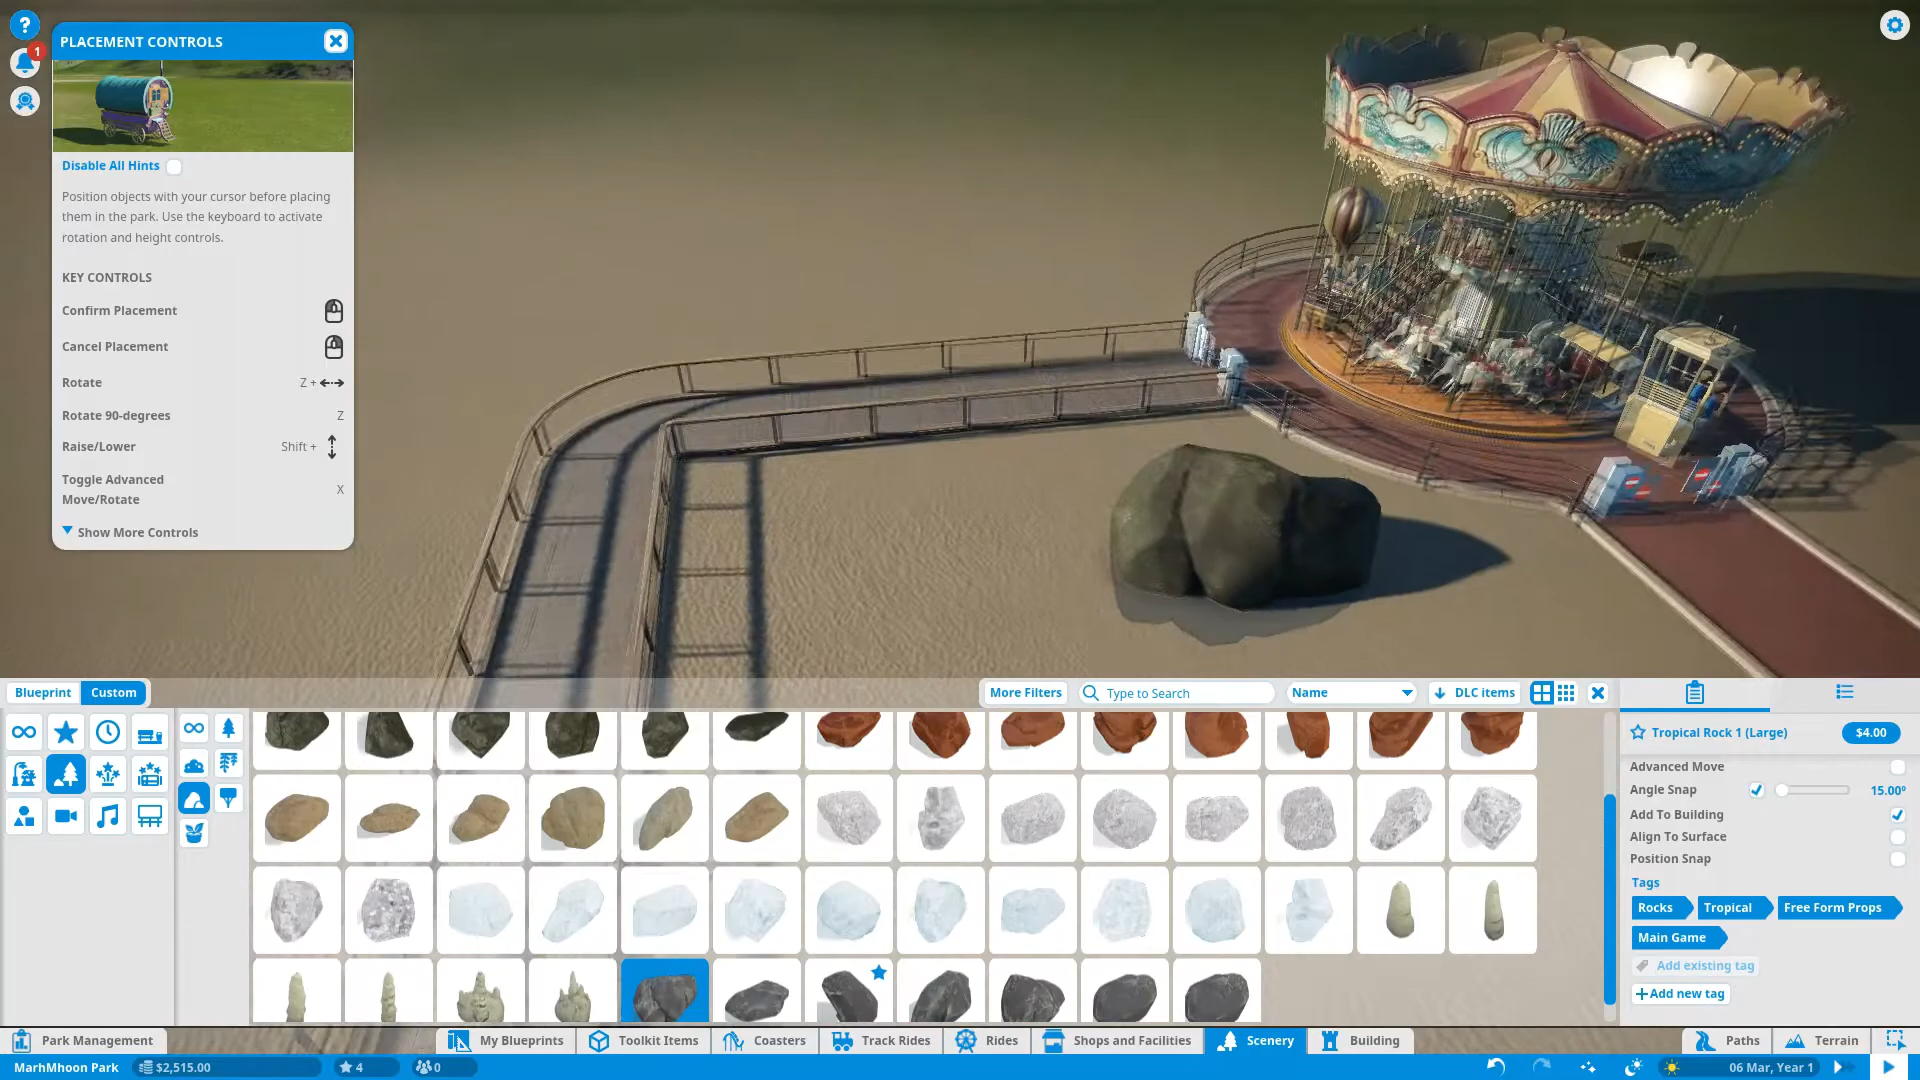 ?
1
PLACEMENT CONTROLS
Disable All Hints
Position objects with your cursor before placing
them in the park. Use the keyboard to activate
rotation and height controls.
KEY CONTROLS
Confirm Placement
Cancel Placement
Rotate Z +
Rotate 90-degrees Z
Raise/Lower Shift +
Toggle Advanced
Move/Rotate X
Show More Controls
Blueprint Custom More Filters Type to Search Name DLC items
Tropical Rock 1 (Large) $4.00
Advanced Move
Angle Snap 15.00°
Add To Building
Align To Surface
Position Snap
Tags
Rocks Tropical Free Form Props
Main Game
Add existing tag
+Add new tag
Park Management My Blueprints Toolkit Items Coasters Track Rides Rides Shops and Facilities Scenery Building Paths Terrain
MarhMhoon Park $2,515.00 4 0 06 Mar, Year 1